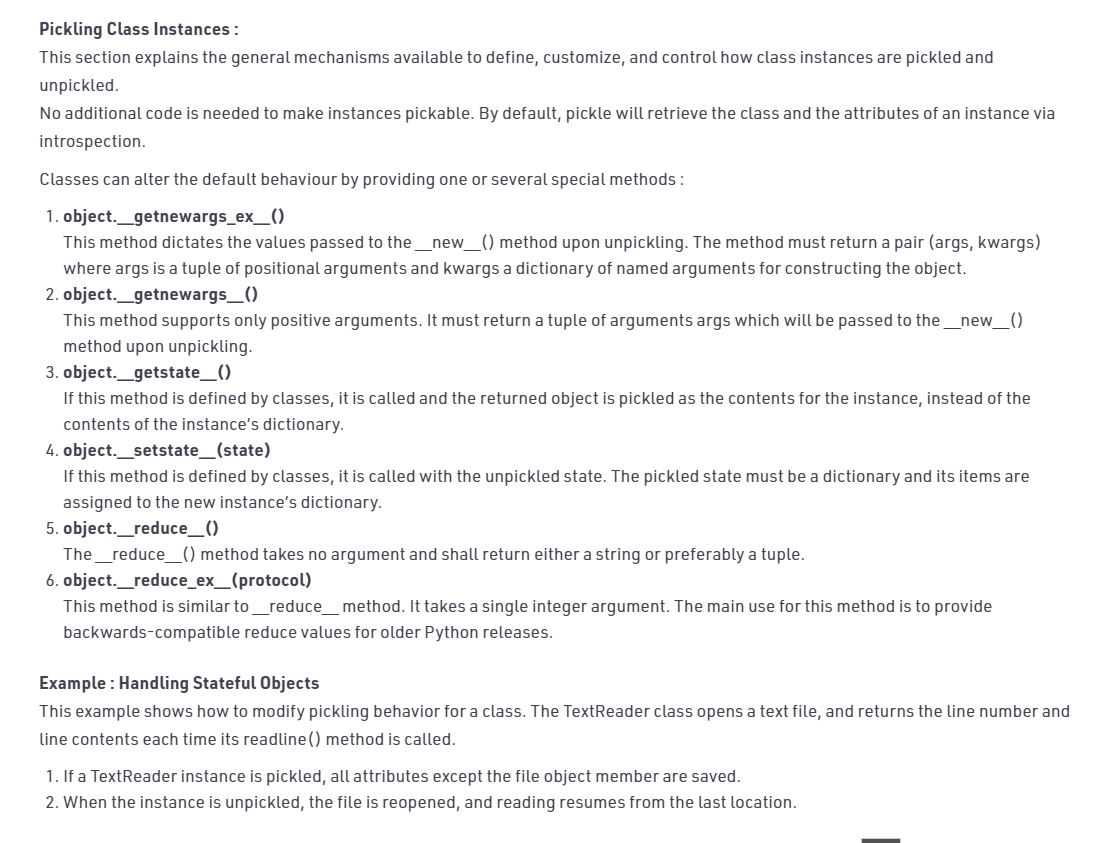 Pickling Class Instances :
This section explains the general mechanisms available to define, customize, and control how class instances are pickled and
unpickled.
No additional code is needed to make instances pickable. By default, pickle will retrieve the class and the attributes of an instance via
introspection.
Classes can alter the default behaviour by providing one or several special methods :
1. object.__getnewargs_ex__()
This method dictates the values passed to the __new__() method upon unpickling. The method must return a pair (args, kwargs)
where args is a tuple of positional arguments and kwargs a dictionary of named arguments for constructing the object.
2. object.__getnewargs__()
This method supports only positive arguments. It must return a tuple of arguments args which will be passed to the __new__()
method upon unpickling.
3. object.__getstate__()
If this method is defined by classes, it is called and the returned object is pickled as the contents for the instance, instead of the
contents of the instance’s dictionary.
4. object.__setstate__(state)
If this method is defined by classes, it is called with the unpickled state. The pickled state must be a dictionary and its items are
assigned to the new instance’s dictionary.
5. object.__reduce__()
The __reduce__() method takes no argument and shall return either a string or preferably a tuple.
6. object.__reduce_ex__(protocol)
This method is similar to __reduce__ method. It takes a single integer argument. The main use for this method is to provide
backwards-compatible reduce values for older Python releases.
Example : Handling Stateful Objects
This example shows how to modify pickling behavior for a class. The TextReader class opens a text file, and returns the line number and
line contents each time its readline() method is called.
1. If a TextReader instance is pickled, all attributes except the file object member are saved.
2. When the instance is unpickled, the file is reopened, and reading resumes from the last location.